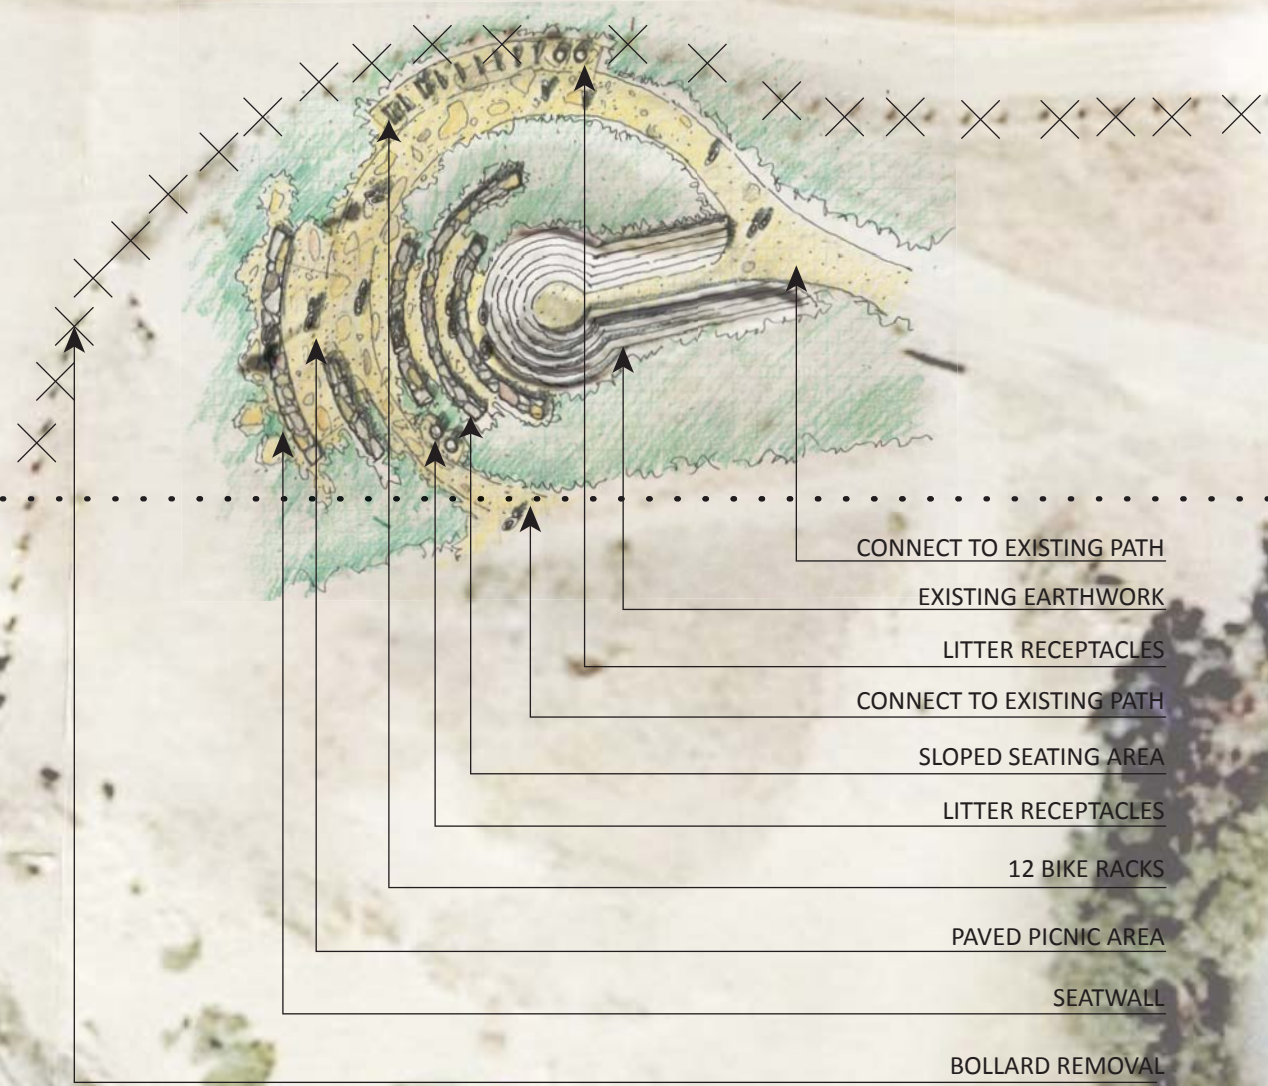 CONNECT TO EXISTING PATH
EXISTING EARTHWORK
LITTER RECEPTACLES
CONNECT TO EXISTING PATH
SLOPED SEATING AREA
LITTER RECEPTACLES
12 BIKE RACKS
PAVED PICNIC AREA
SEATWALL
BOLLARD REMOVAL